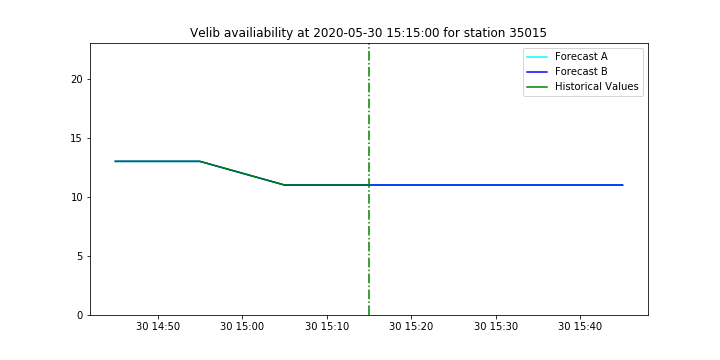 Velib availiability at 2020-05-30 15:15:00 for station 35015
Forecast A
Forecast B
Historical Values
20
15
10
5
0
30 14:50 30 15:00 30 15:10 30 15:20 30 15:30 30 15:40